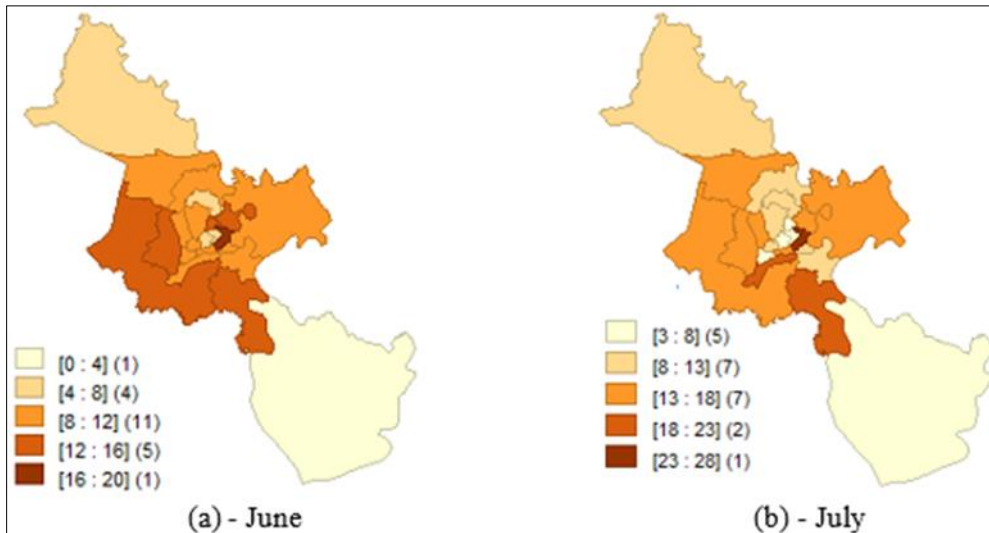 [0 : 4] (1)
[4 : 8] (4)
[8 : 12] (11)
[12 : 16] (5)
[16 : 20] (1)
(a) - June
[3 : 8] (5)
[8 : 13] (7)
[13 : 18] (7)
[18 : 23] (2)
[23 : 28] (1)
(b) - July